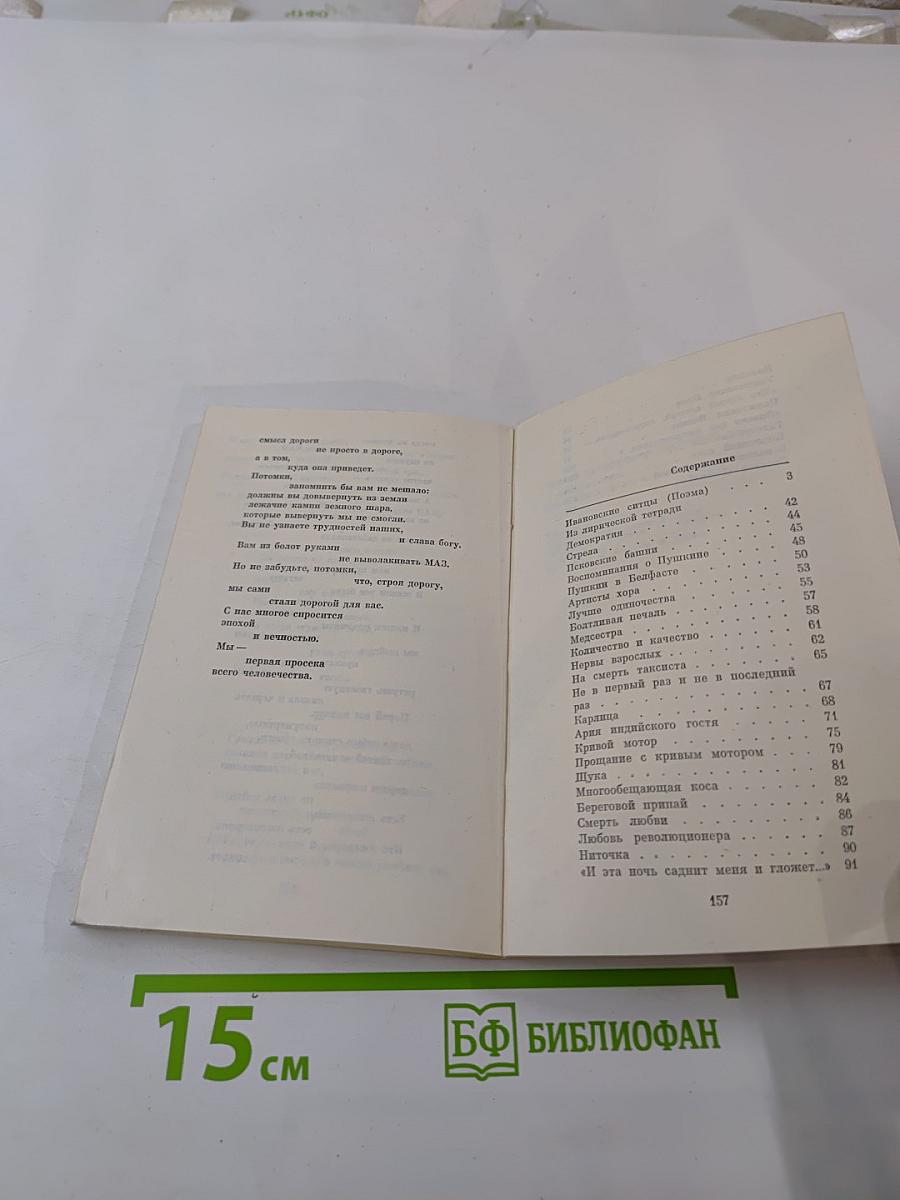 смысл дороги
не просто в дороге,
а в том,
куда она приведет.
Потомки,
запомнить бы вам не мешало:
должны вы довывернуть из земли
лежачие камни земного шара,
которые вывернуть мы не смогли.
Вы не узнаете трудностей наших,
и слава богу.
Вам из болот руками
не выволакивать МАЗ.
Но не забудьте, потомки,
что, строя дорогу,
мы сами
стали дорогой для вас.
С нас многое спросится
эпохой
и вечностью.
Мы —
первая просека
всего человечества.
Содержание
Ивановские ситцы (Поэма) . . . 3
Из лирической тетради
Демократия . . . . . . . . . 42
Стрела . . . . . . . . . . . 44
Псковские башни . . . . . . . 45
Воспоминания о Пушкине . . . . 48
Пушкин в Белфасте . . . . . . 50
Артисты хора . . . . . . . . 53
Лучше одиночества . . . . . . 55
Болтливая печаль . . . . . . 57
Медсестра . . . . . . . . . 58
Количество и качество . . . . 61
Нервы взрослых . . . . . . . 62
На смерть таксиста . . . . . . 65
Не в первый раз и не в последний
раз . . . . . . . . . . . 67
Карлица . . . . . . . . . . 68
Ария индийского гостя . . . . 71
Кривой мотор . . . . . . . . 75
Прощание с кривым мотором . . . 79
Щука . . . . . . . . . . . 81
Многообещающая коса . . . . . 82
Береговой припай . . . . . . . 84
Смерть любви . . . . . . . . 86
Любовь революционера . . . . . 87
Ниточка . . . . . . . . . . 90
«И эта ночь саднит меня и гложет...» 91
157
15 см
БФ БИБЛИОФАН